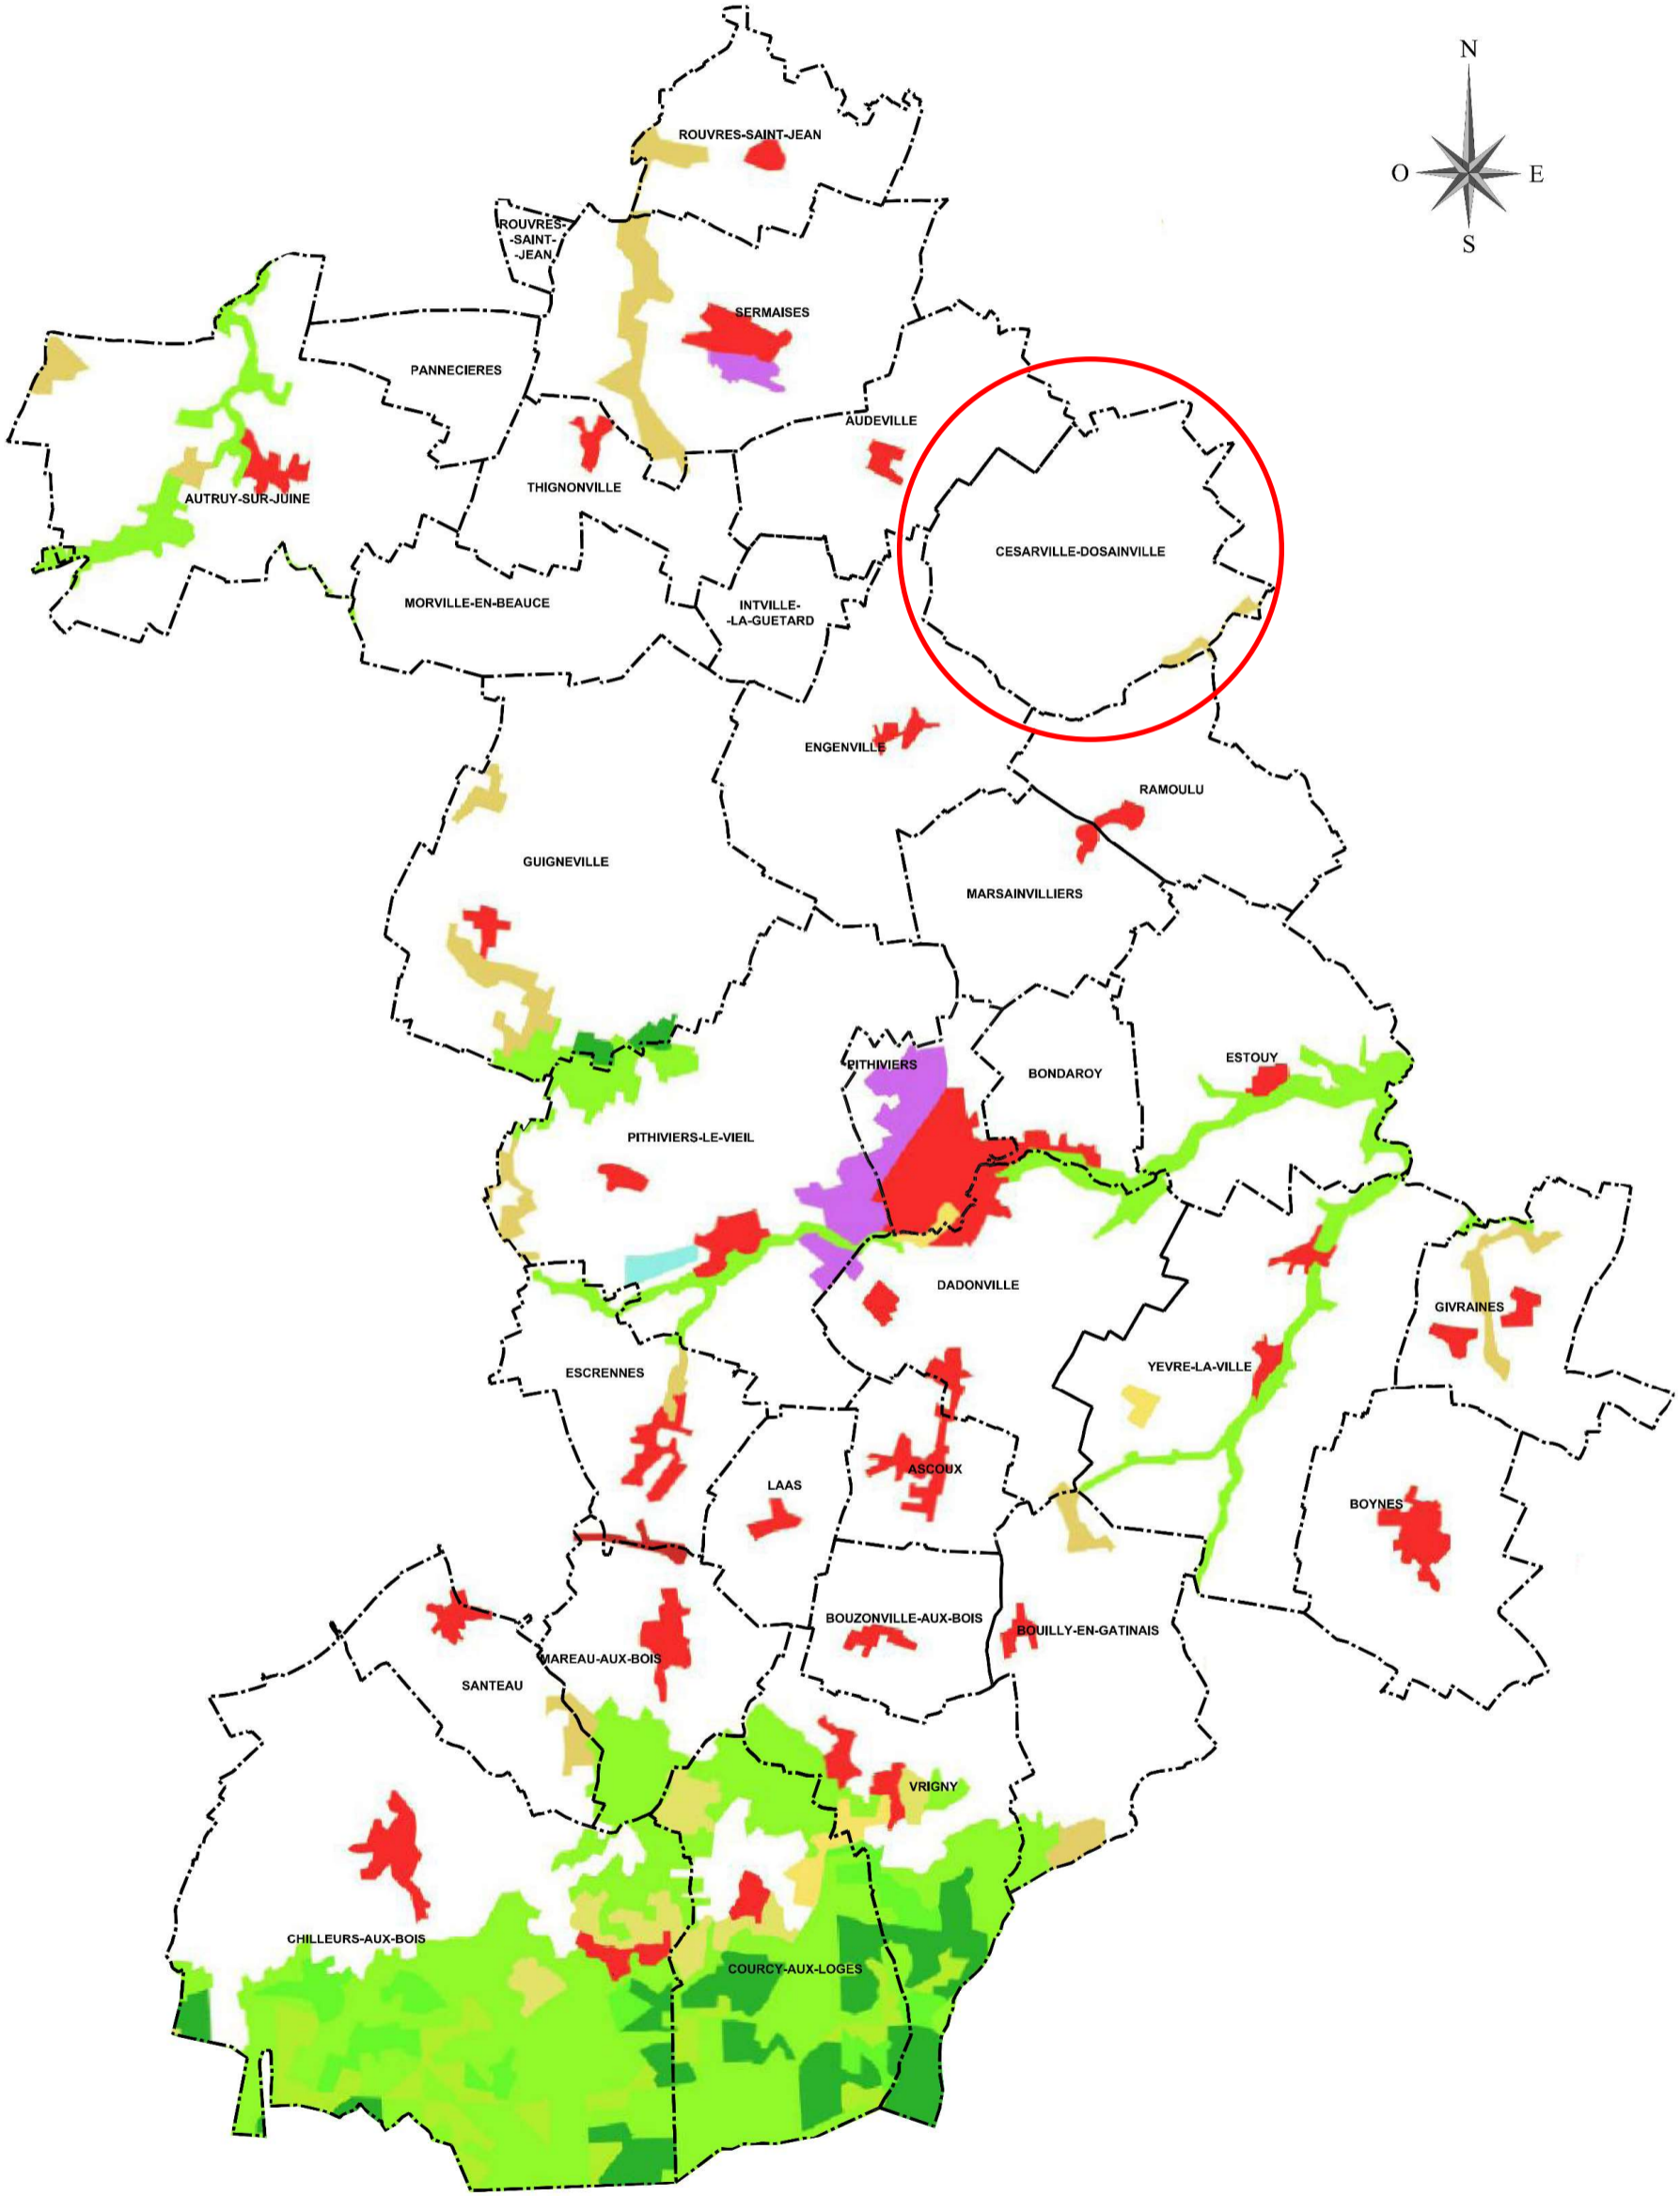 N
ROUVRES-SAINT-JEAN
O
E
ROUVRES-
-SAINT-
-JEAN
S
SERMAISES
PANNECIERES
AUDEVILLE
THIGNONVILLE
AUTRUY-SUR-JUINE
CESARVILLE-DOSAINVILLE
MORVILLE-EN-BEAUCE
INTVILLE-
-LA-GUETARD
ENGENVILLE
RAMOULU
GUIGNEVILLE
MARSAINVILLIERS
ESTOUY
PITHIVIERS
BONDAROY
PITHIVIERS-LE-VIEIL
DADONVILLE
GIVRAINES
YEVRE-LA-VILLE
ESCRENNES
ASCOUX
LAAS
BOYNES
BOUZONVILLE-AUX-BOIS
BOUILLY-EN-GATINAIS
MAREAU-AUX-BOIS
SANTEAU
VRIGNY
CHILLEURS-AUX-BOIS
COURCY-AUX-LOGES